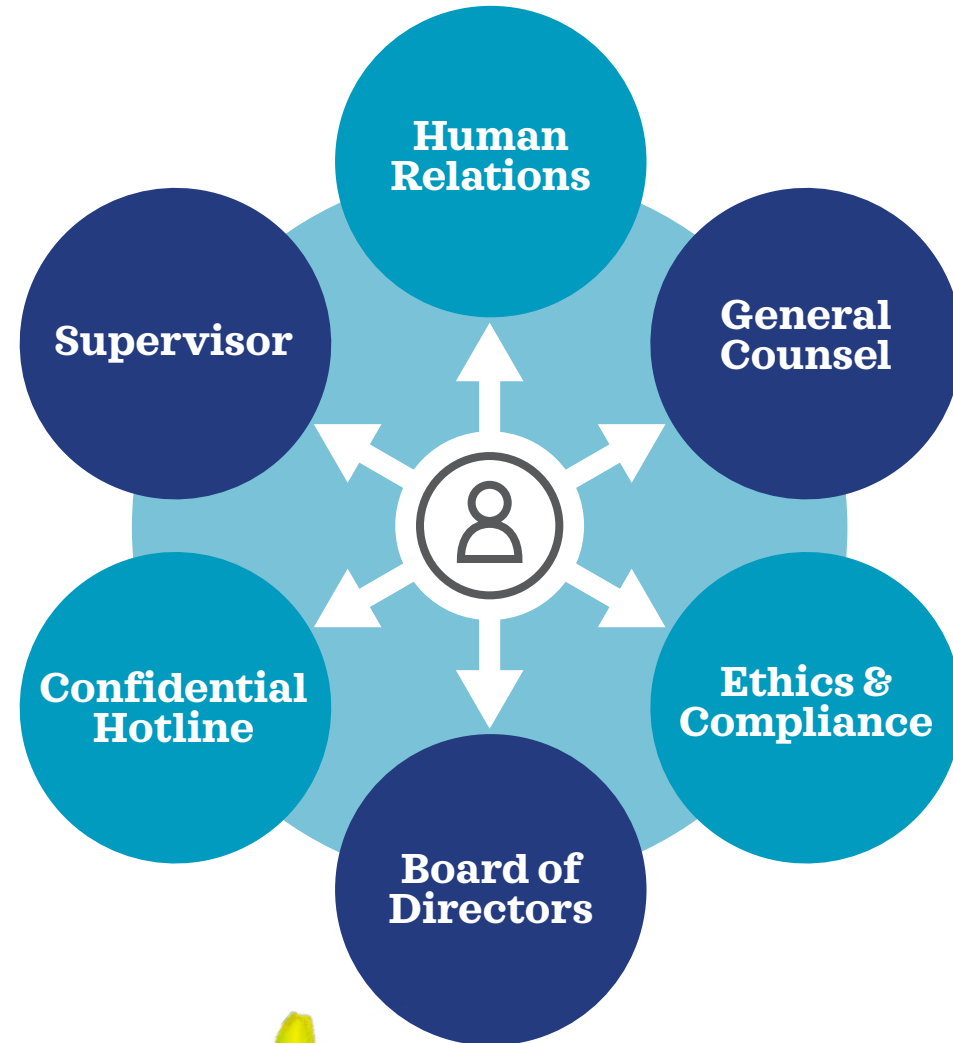 Human
Relations
Supervisor
General
Counsel
Confidential
Hotline
Ethics &
Compliance
Board of
Directors